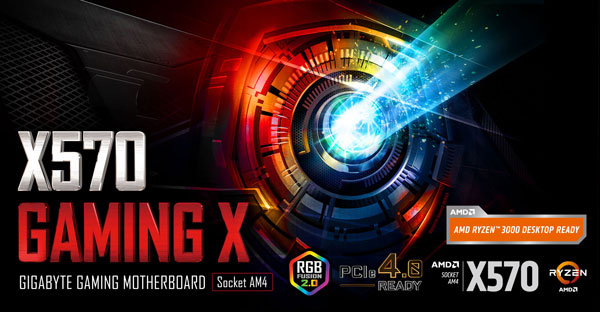 X570
GAMING X
GIGABYTE GAMING MOTHERBOARD Socket AM4
RGB
FUSION
2.0
PCIe 4.0
READY
AMD
AMD RYZEN™ 3000 DESKTOP READY
AMD
SOCKET
AM4
X570
RYZEN
AMD